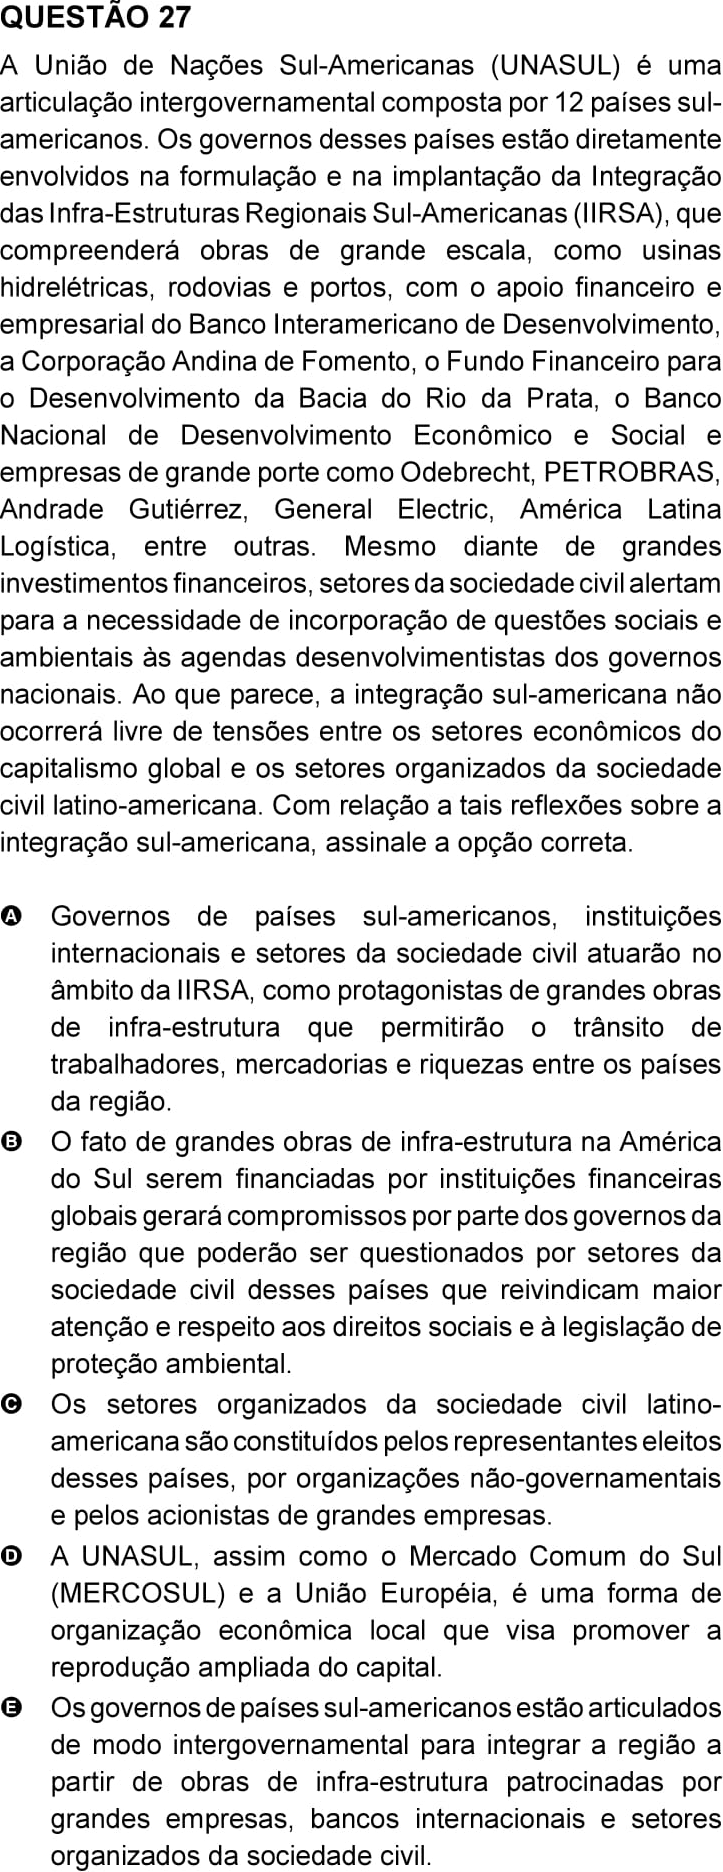 QUESTÃO 27
A União de Nações Sul-Americanas (UNASUL) é uma
articulação intergovernamental composta por 12 países sul-
americanos. Os governos desses países estão diretamente
envolvidos na formulação e na implantação da Integração
das Infra-Estruturas Regionais Sul-Americanas (IIRSA), que
compreenderá obras de grande escala, como usinas
hidrelétricas, rodovias e portos, com o apoio financeiro e
empresarial do Banco Interamericano de Desenvolvimento,
a Corporação Andina de Fomento, o Fundo Financeiro para
o Desenvolvimento da Bacia do Rio da Prata, o Banco
Nacional de Desenvolvimento Econômico e Social e
empresas de grande porte como Odebrecht, PETROBRAS,
Andrade Gutiérrez, General Electric, América Latina
Logística, entre outras. Mesmo diante de grandes
investimentos financeiros, setores da sociedade civil alertam
para a necessidade de incorporação de questões sociais e
ambientais às agendas desenvolvimentistas dos governos
nacionais. Ao que parece, a integração sul-americana não
ocorrerá livre de tensões entre os setores econômicos do
capitalismo global e os setores organizados da sociedade
civil latino-americana. Com relação a tais reflexões sobre a
integração sul-americana, assinale a opção correta.
A Governos de países sul-americanos, instituições
internacionais e setores da sociedade civil atuarão no
âmbito da IIRSA, como protagonistas de grandes obras
de infra-estrutura que permitirão o trânsito de
trabalhadores, mercadorias e riquezas entre os países
da região.
B O fato de grandes obras de infra-estrutura na América
do Sul serem financiadas por instituições financeiras
globais gerará compromissos por parte dos governos da
região que poderão ser questionados por setores da
sociedade civil desses países que reivindicam maior
atenção e respeito aos direitos sociais e à legislação de
proteção ambiental.
C Os setores organizados da sociedade civil latino-
americana são constituídos pelos representantes eleitos
desses países, por organizações não-governamentais
e pelos acionistas de grandes empresas.
D A UNASUL, assim como o Mercado Comum do Sul
(MERCOSUL) e a União Européia, é uma forma de
organização econômica local que visa promover a
reprodução ampliada do capital.
E Os governos de países sul-americanos estão articulados
de modo intergovernamental para integrar a região a
partir de obras de infra-estrutura patrocinadas por
grandes empresas, bancos internacionais e setores
organizados da sociedade civil.